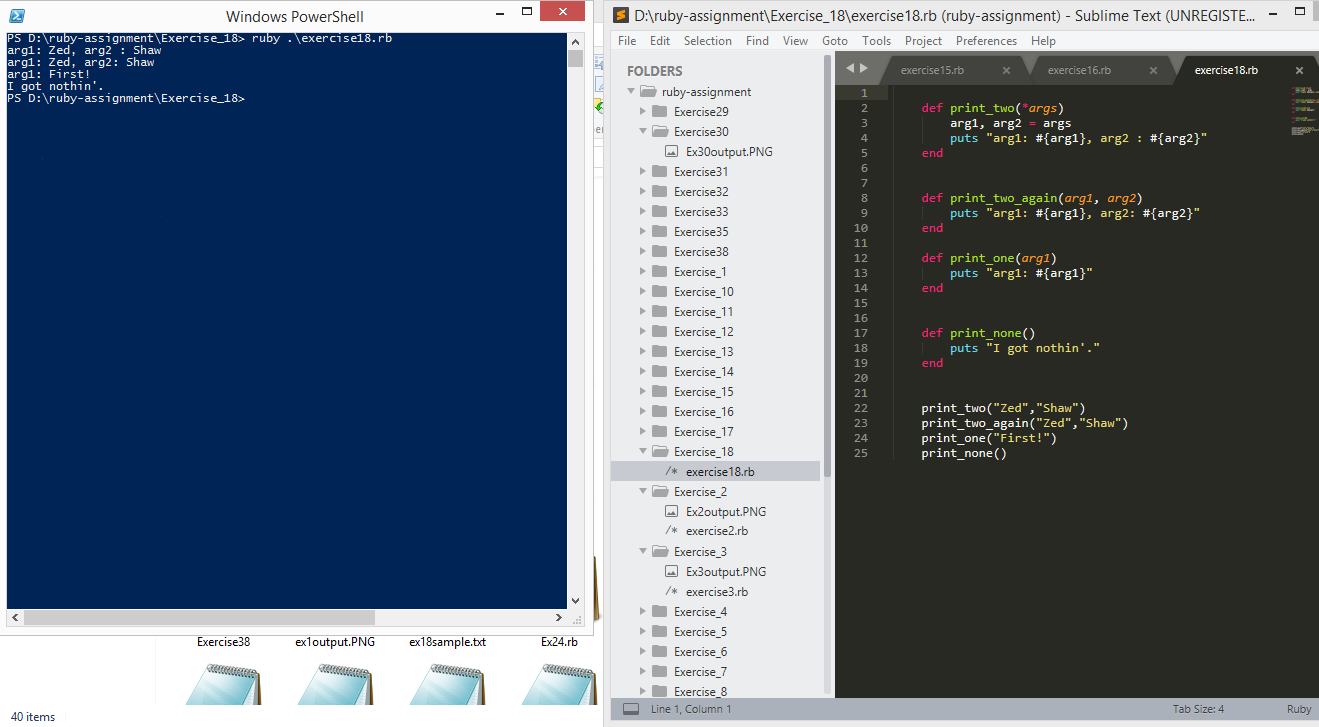 Windows PowerShell
PS D:\ruby-assignment\Exercise_18> ruby .\exercise18.rb
arg1: Zed, arg2 : Shaw
arg1: Zed, arg2: Shaw
arg1: First!
I got nothin'.
PS D:\ruby-assignment\Exercise_18>
Exercise38
ex1output.PNG
ex18sample.txt
Ex24.rb
40 items
D:\ruby-assignment\Exercise_18\exercise18.rb (ruby-assignment) - Sublime Text (UNREGISTE...
File Edit Selection Find View Goto Tools Project Preferences Help
FOLDERS
ruby-assignment
Exercise29
Exercise30
Ex30output.PNG
Exercise31
Exercise32
Exercise33
Exercise35
Exercise38
Exercise_1
Exercise_10
Exercise_11
Exercise_12
Exercise_13
Exercise_14
Exercise_15
Exercise_16
Exercise_17
Exercise_18
/* exercise18.rb
Exercise_2
Ex2output.PNG
/* exercise2.rb
Exercise_3
Ex3output.PNG
/* exercise3.rb
Exercise_4
Exercise_5
Exercise_6
Exercise_7
Exercise_8
exercise15.rb × exercise16.rb × exercise18.rb ×
1
2 def print_two(*args)
3 arg1, arg2 = args
4 puts "arg1: #{arg1}, arg2 : #{arg2}"
5 end
6
7
8 def print_two_again(arg1, arg2)
9 puts "arg1: #{arg1}, arg2: #{arg2}"
10 end
11
12 def print_one(arg1)
13 puts "arg1: #{arg1}"
14 end
15
16
17 def print_none()
18 puts "I got nothin'."
19 end
20
21
22 print_two("Zed","Shaw")
23 print_two_again("Zed","Shaw")
24 print_one("First!")
25 print_none()
Line 1, Column 1
Tab Size: 4
Ruby